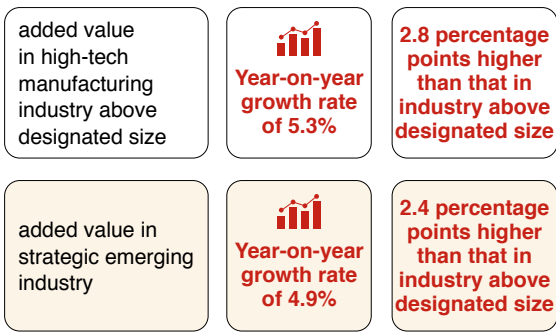 added value
in high-tech
manufacturing
industry above
designated size
Year-on-year
growth rate
of 5.3%
2.8 percentage
points higher
than that in
industry above
designated size
added value in
strategic emerging
industry
Year-on-year
growth rate
of 4.9%
2.4 percentage
points higher
than that in
industry above
designated size